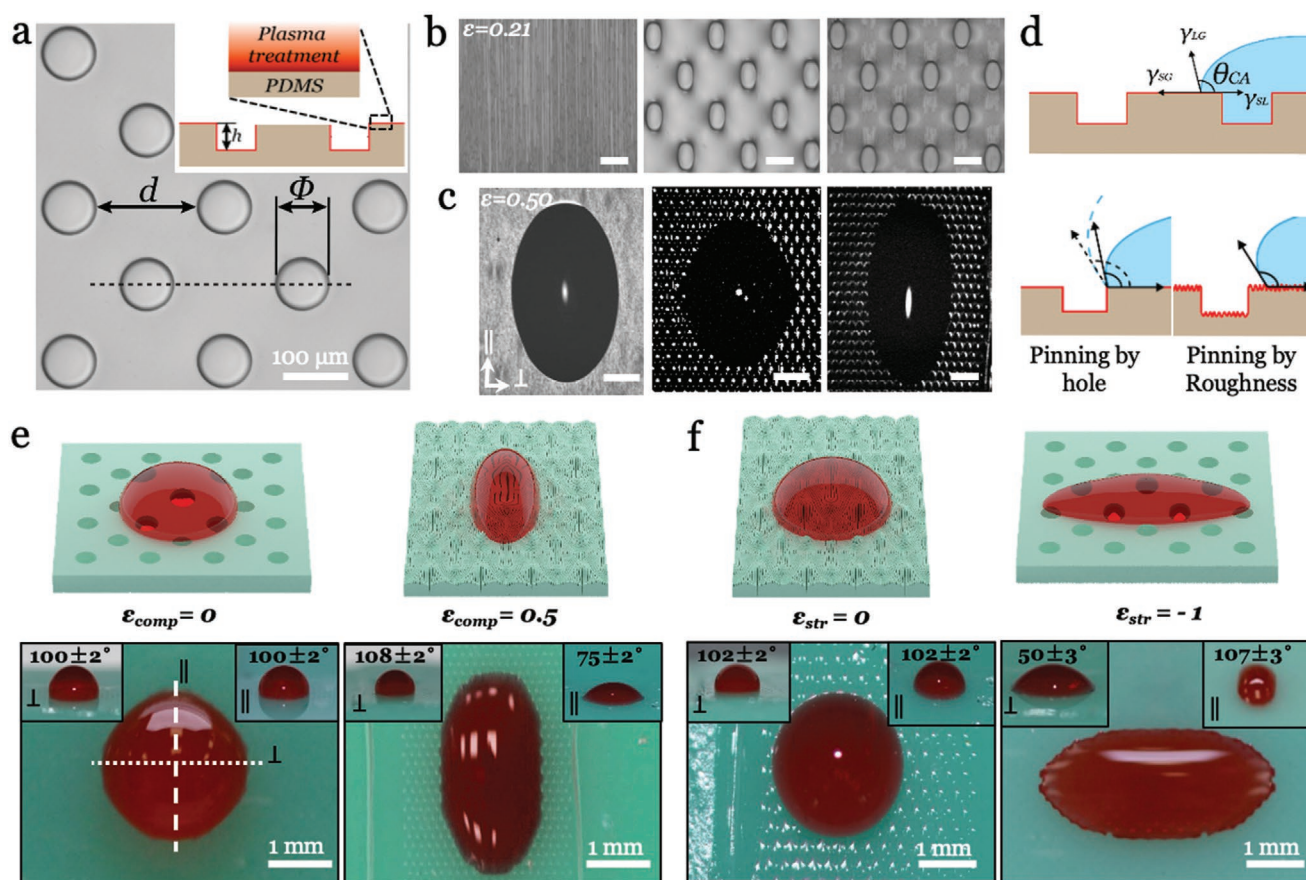 a
Plasma
treatment
PDMS
h
d
Φ
100 µm
b
ε=0.21
c
ε=0.50
||
⊥
d
γLG
θCA
γSG
γSL
Pinning by
hole
Pinning by
Roughness
e
εcomp= 0
εcomp= 0.5
100±2°
⊥
||
100±2°
||
⊥
1 mm
108±2°
⊥
75±2°
||
1 mm
f
εstr= 0
εstr= - 1
102±2°
⊥
102±2°
||
1 mm
50±3°
⊥
107±3°
||
1 mm